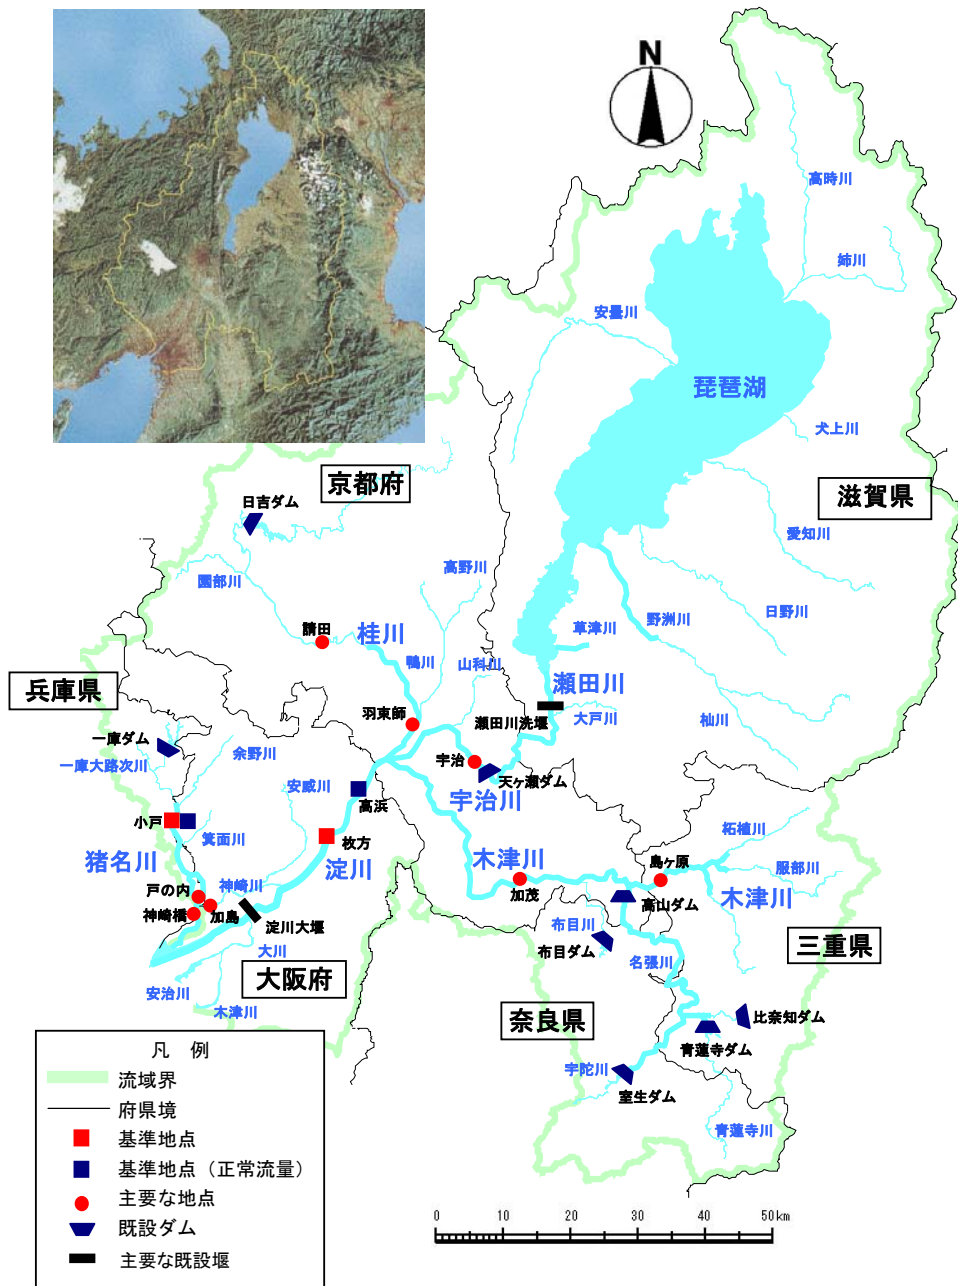 N
高時川
姉川
安曇川
琵琶湖
犬上川
京都府
滋賀県
日吉ダム
愛知川
高野川
園部川
日野川
請田
桂川
草津川
野洲川
鴨川
山科川
瀬田川
兵庫県
羽束師
瀬田川洗堰
大戸川
杣川
一庫ダム
余野川
宇治
一庫大路次川
安威川
天ヶ瀬ダム
高浜
宇治川
小戸
箕面川
枚方
柘植川
猪名川
淀川
木津川
島ヶ原
服部川
戸の内
神崎川
加茂
高山ダム
木津川
神崎橋
加島
淀川大堰
布目川
大川
布目ダム
名張川
三重県
大阪府
安治川
木津川
奈良県
比奈知ダム
青蓮寺ダム
宇陀川
室生ダム
青蓮寺川
凡 例
流域界
府県境
基準地点
基準地点（正常流量）
主要な地点
既設ダム
主要な既設堰
0 10 20 30 40 50km